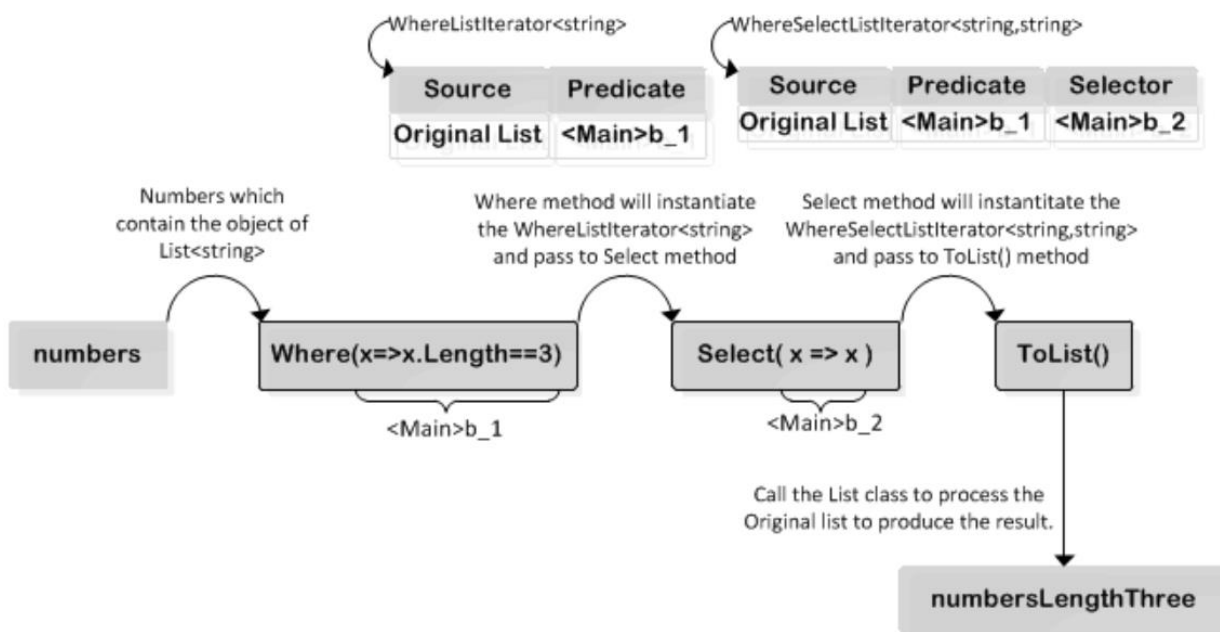 WhereListIterator<string>
WhereSelectListIterator<string,string>
Source Predicate
Original List <Main>b_1
Source Predicate Selector
Original List <Main>b_1 <Main>b_2
Numbers which
contain the object of
List<string>
Where method will instantiate
the WhereListIterator<string>
and pass to Select method
Select method will instantitate the
WhereSelectListIterator<string,string>
and pass to ToList() method
numbers
Where(x=>x.Length==3)
Select( x => x )
ToList()
<Main>b_1
<Main>b_2
Call the List class to process the
Original list to produce the result.
numbersLengthThree